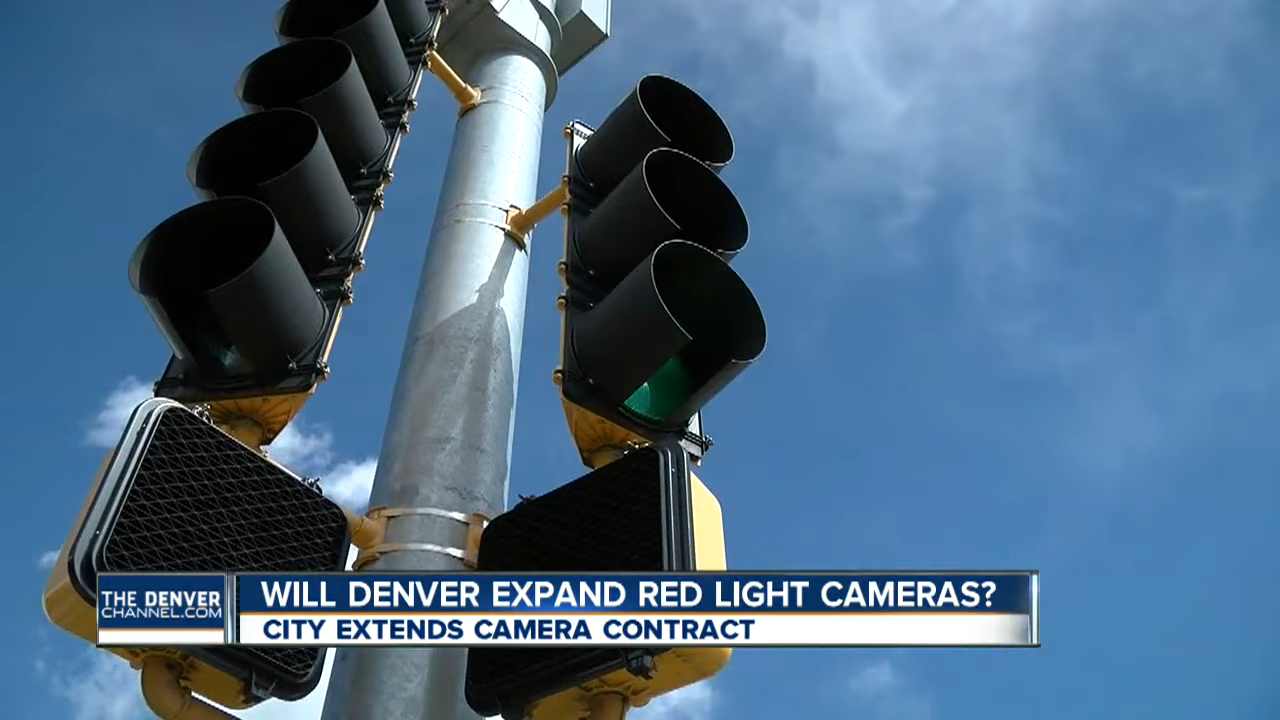 THE DENVER
CHANNEL.COM
WILL DENVER EXPAND RED LIGHT CAMERAS?
CITY EXTENDS CAMERA CONTRACT